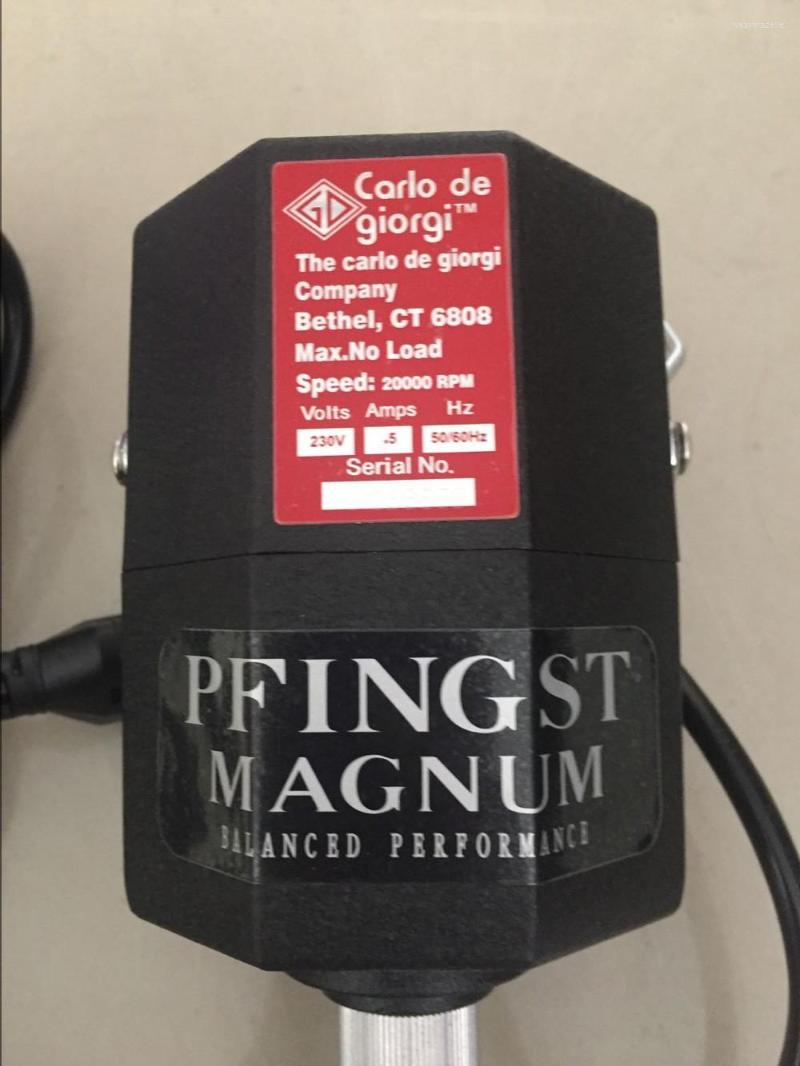 Carlo de
giorgi™
The carlo de giorgi
Company
Bethel, CT 6808
Max.No Load
Speed: 20000 RPM
Volts Amps Hz
230V .5 50/60Hz
Serial No.
PFINGST
MAGNUM
BALANCED PERFORMANCE